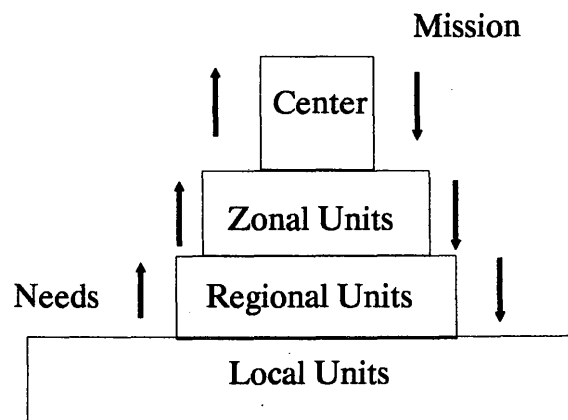 Mission
Center
Zonal Units
Needs
Regional Units
Local Units